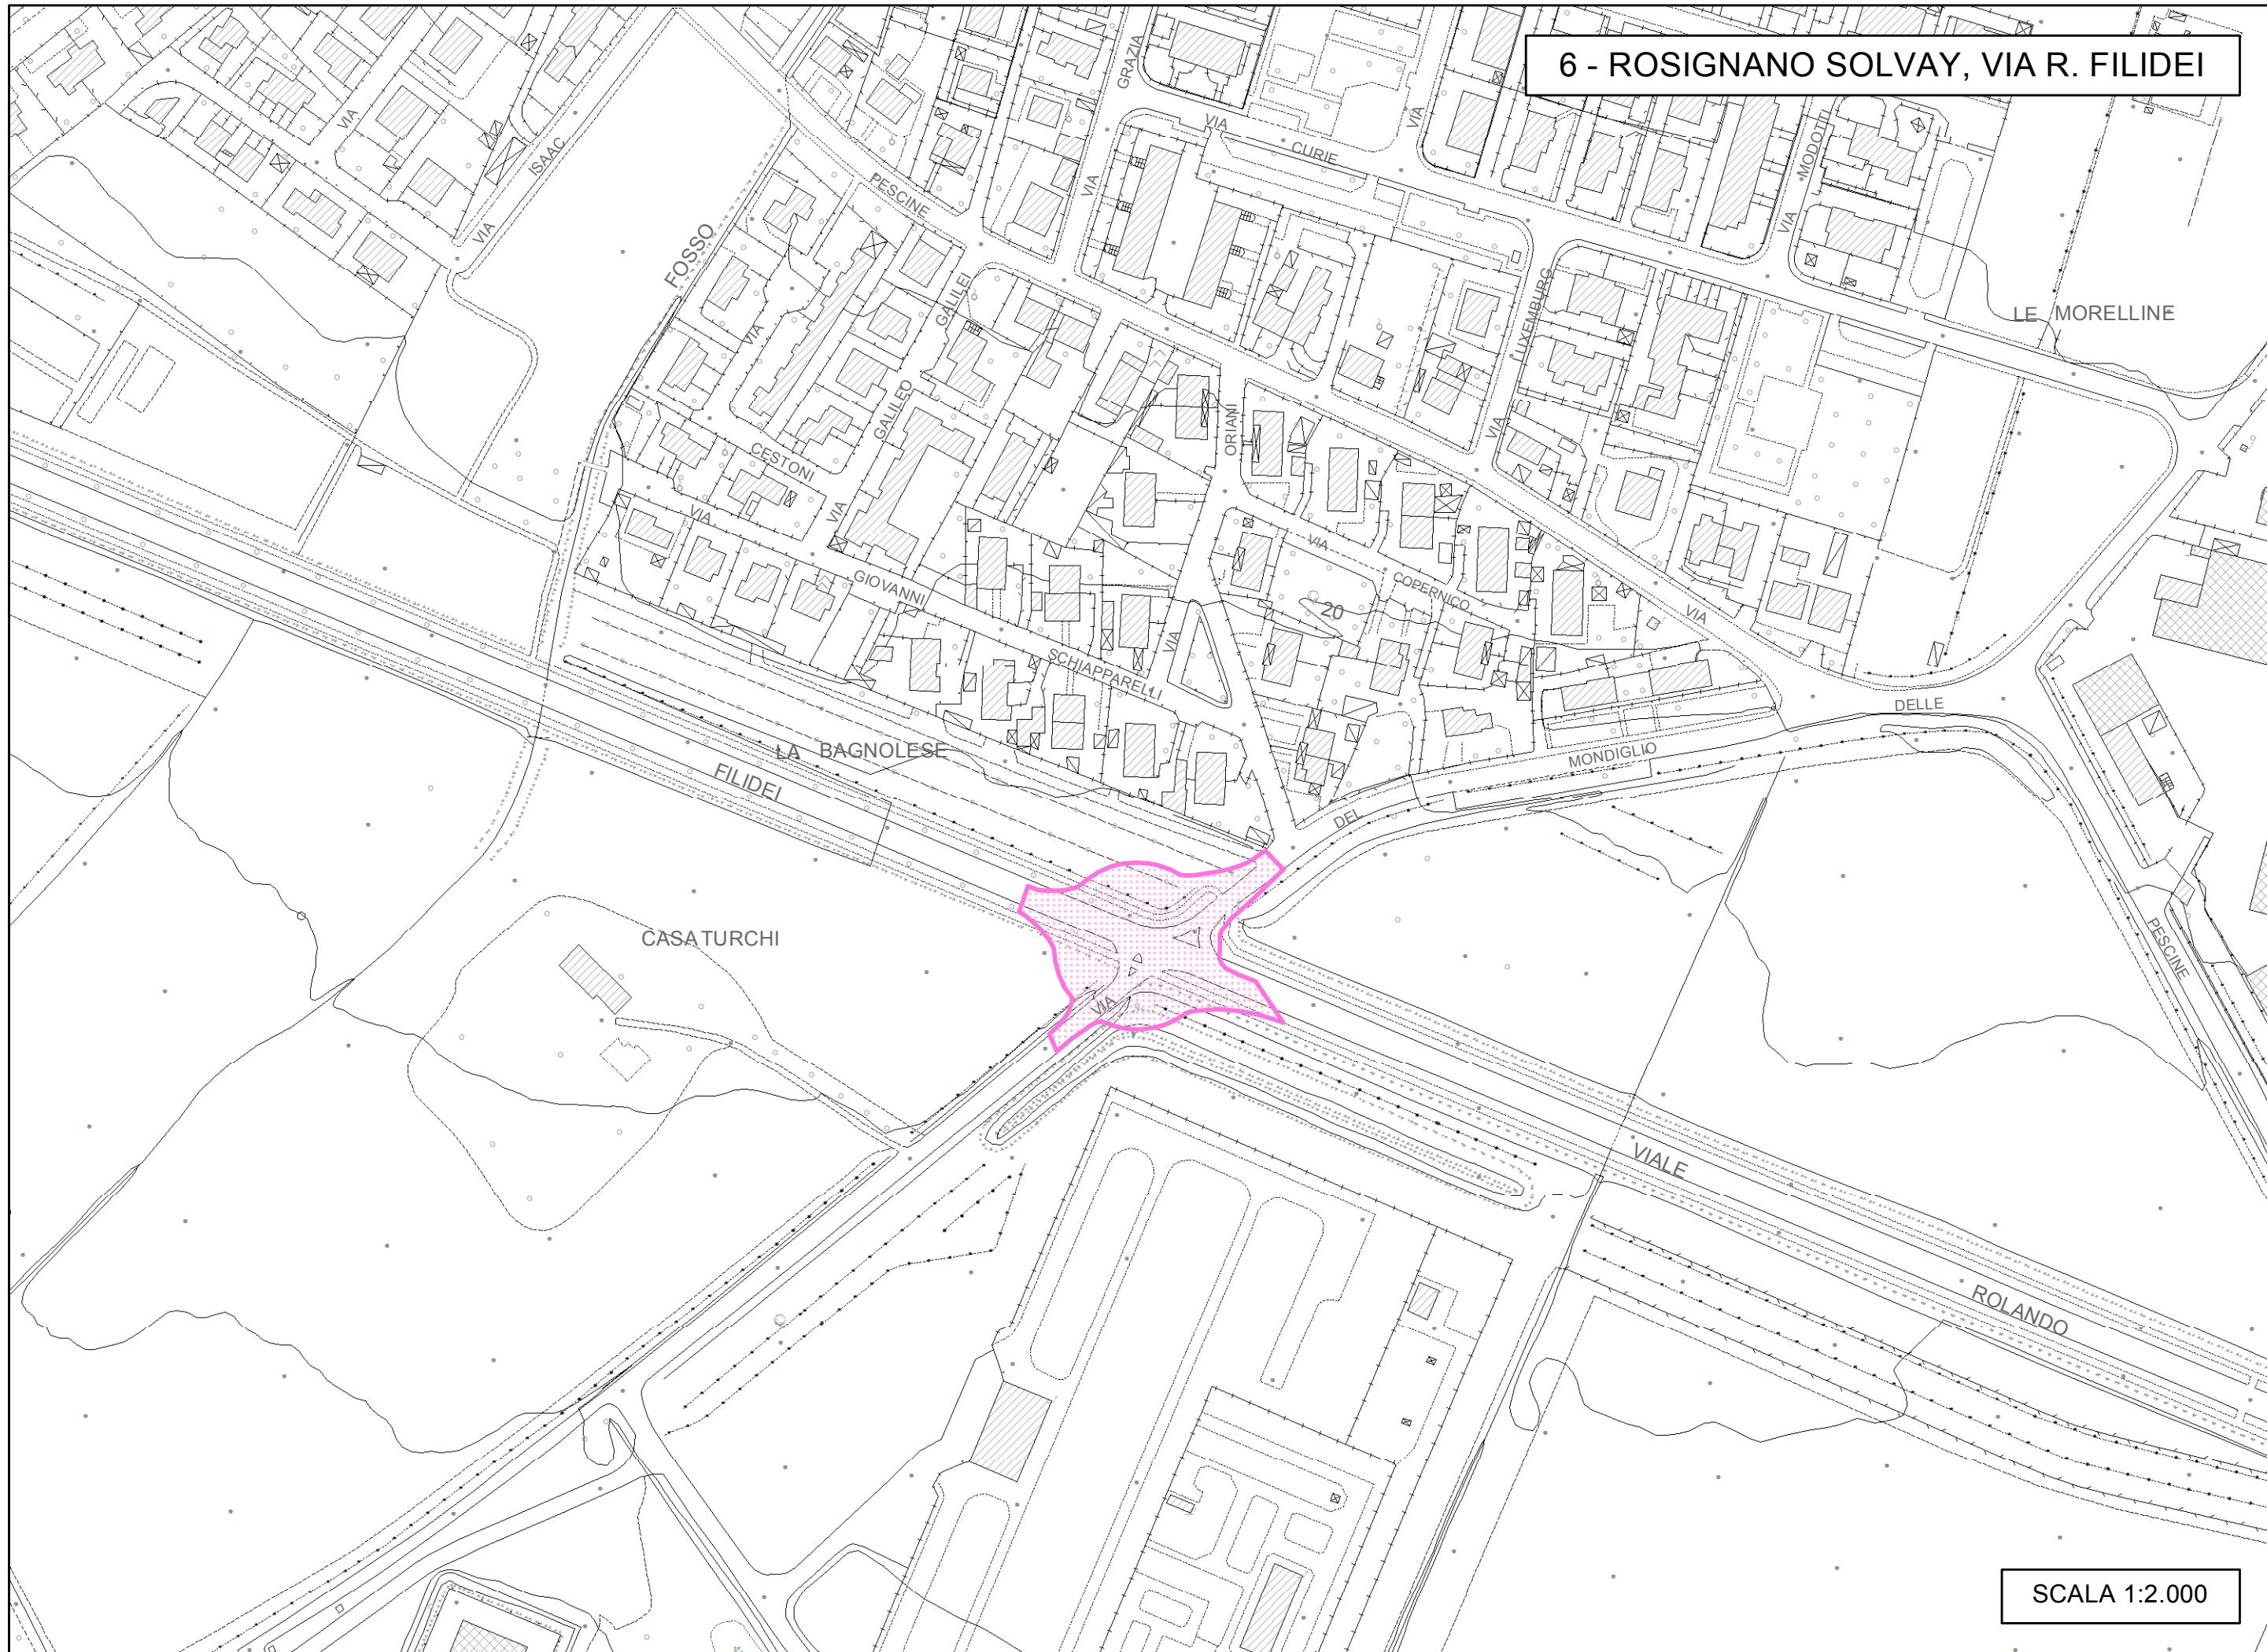 6 - ROSIGNANO SOLVAY, VIA R. FILIDEI
GRAZIA
VIA
VIA
CURIE
VIA
MODOTTI
VIA
ISAAC
VIA
PESCINE
VIA
VIA
FOSSO
GALILEI
VIA
LUXEMBURG
LE MORELLINE
GALILEO
ORIANI
VIA
CESTONI
VIA
VIA
VIA
GIOVANNI
COPERNICO
20
VIA
VIA
SCHIAPPARELLI
DELLE
LA BAGNOLESE
MONDIGLIO
FILIDEI
DEL
CASA TURCHI
PESCINE
VIA
VIALE
ROLANDO
SCALA 1:2.000